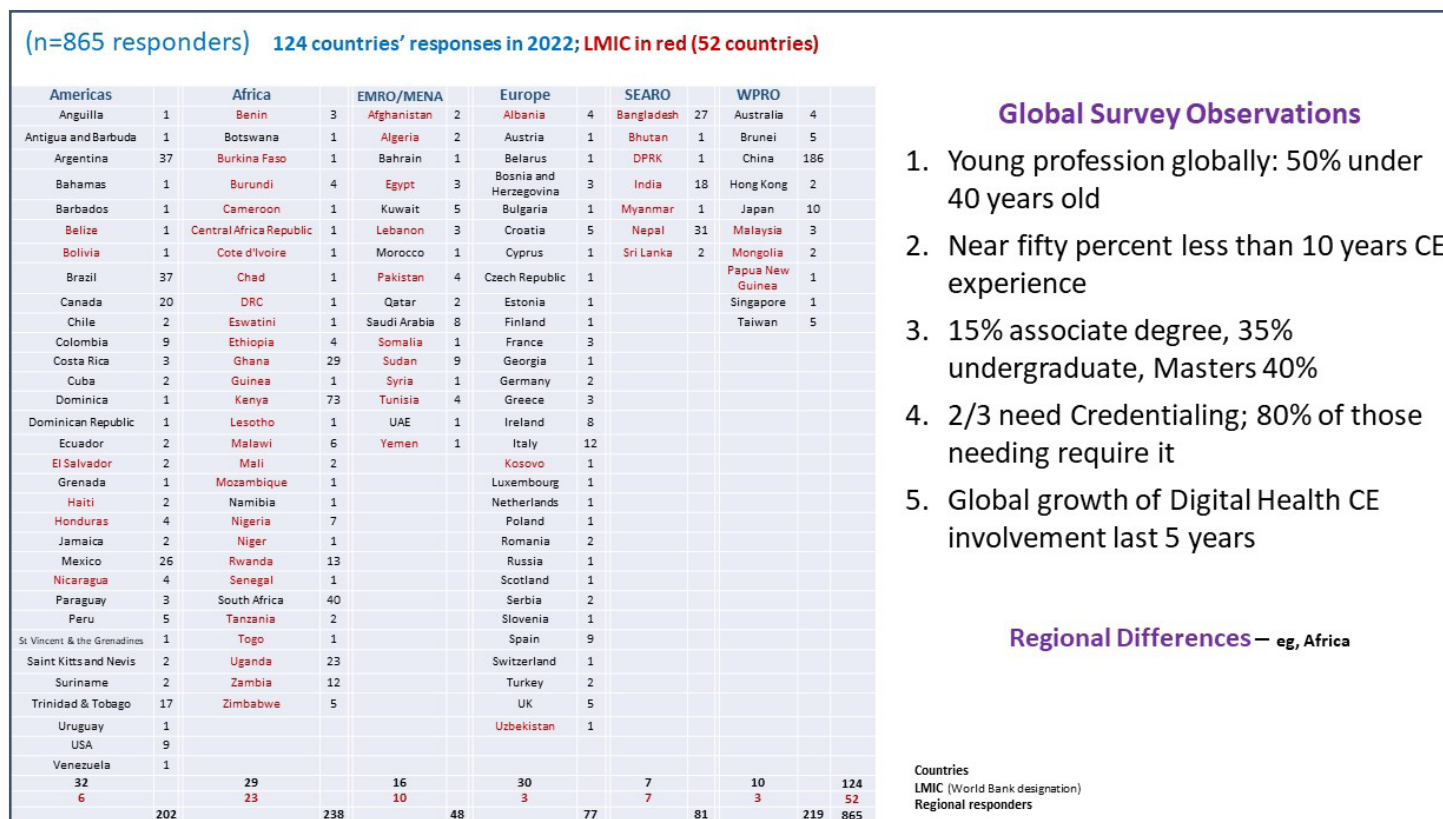 (n=865 responders) 124 countries' responses in 2022; LMIC in red (52 countries)
Americas Africa EMRO/MENA Europe SEARO WPRO
Anguilla 1 Benin 3 Afghanistan 2 Albania 4 Bangladesh 27 Australia 4
Antigua and Barbuda 1 Botswana 1 Algeria 2 Austria 1 Bhutan 1 Brunei 5
Argentina 37 Burkina Faso 1 Bahrain 1 Belarus 1 DPRK 1 China 186
Bahamas 1 Burundi 4 Egypt 3 Bosnia and Herzegovina 3 India 18 Hong Kong 2
Barbados 1 Cameroon 1 Kuwait 5 Bulgaria 1 Myanmar 1 Japan 10
Belize 1 Central Africa Republic 1 Lebanon 3 Croatia 5 Nepal 31 Malaysia 3
Bolivia 1 Cote d'Ivoire 1 Morocco 1 Cyprus 1 Sri Lanka 2 Mongolia 2
Brazil 37 Chad 1 Pakistan 4 Czech Republic 1 Papua New Guinea 1
Canada 20 DRC 1 Qatar 2 Estonia 1 Singapore 1
Chile 2 Eswatini 1 Saudi Arabia 8 Finland 1 Taiwan 5
Colombia 9 Ethiopia 4 Somalia 1 France 3
Costa Rica 3 Ghana 29 Sudan 9 Georgia 1
Cuba 2 Guinea 1 Syria 1 Germany 2
Dominica 1 Kenya 73 Tunisia 4 Greece 3
Dominican Republic 1 Lesotho 1 UAE 1 Ireland 8
Ecuador 2 Malawi 6 Yemen 1 Italy 12
El Salvador 2 Mali 2 Kosovo 1
Grenada 1 Mozambique 1 Luxembourg 1
Haiti 2 Namibia 1 Netherlands 1
Honduras 4 Nigeria 7 Poland 1
Jamaica 2 Niger 1 Romania 2
Mexico 26 Rwanda 13 Russia 1
Nicaragua 4 Senegal 1 Scotland 1
Paraguay 3 South Africa 40 Serbia 2
Peru 5 Tanzania 2 Slovenia 1
St Vincent & the Grenadines 1 Togo 1 Spain 9
Saint Kitts and Nevis 2 Uganda 23 Switzerland 1
Suriname 2 Zambia 12 Turkey 2
Trinidad & Tobago 17 Zimbabwe 5 UK 5
Uruguay 1 Uzbekistan 1
USA 9
Venezuela 1
32 29 16 30 7 10 124
6 23 10 3 7 3 52
202 238 48 77 81 219 865
Global Survey Observations
1. Young profession globally: 50% under
40 years old
2. Near fifty percent less than 10 years CE
experience
3. 15% associate degree, 35%
undergraduate, Masters 40%
4. 2/3 need Credentialing; 80% of those
needing require it
5. Global growth of Digital Health CE
involvement last 5 years
Regional Differences – eg, Africa
Countries
LMIC (World Bank designation)
Regional responders